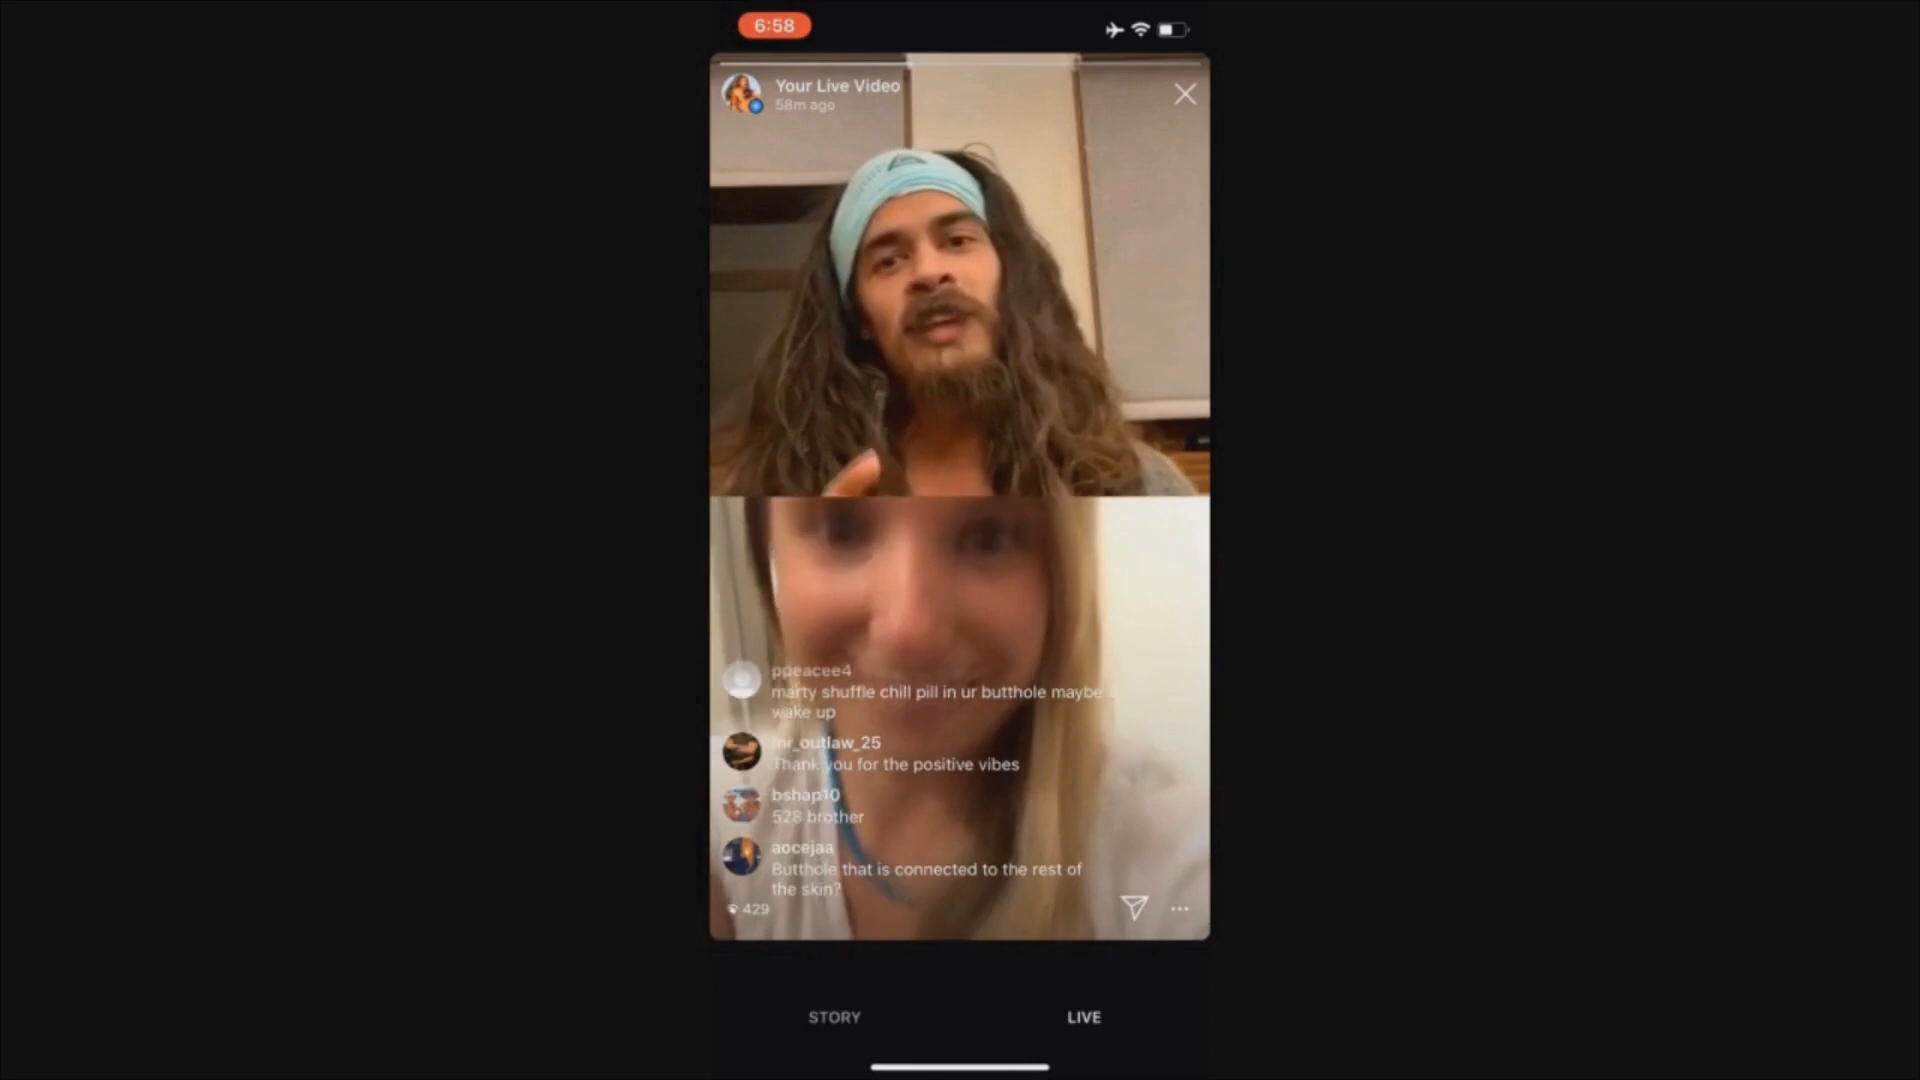 6:58
Your Live Video
58m ago
ppeacee4
marty shuffle chill pill in ur butthole maybe
wake up
mr_outlaw_25
Thank you for the positive vibes
bshap10
528 brother
aocejaa
Butthole that is connected to the rest of
the skin?
429
STORY
LIVE